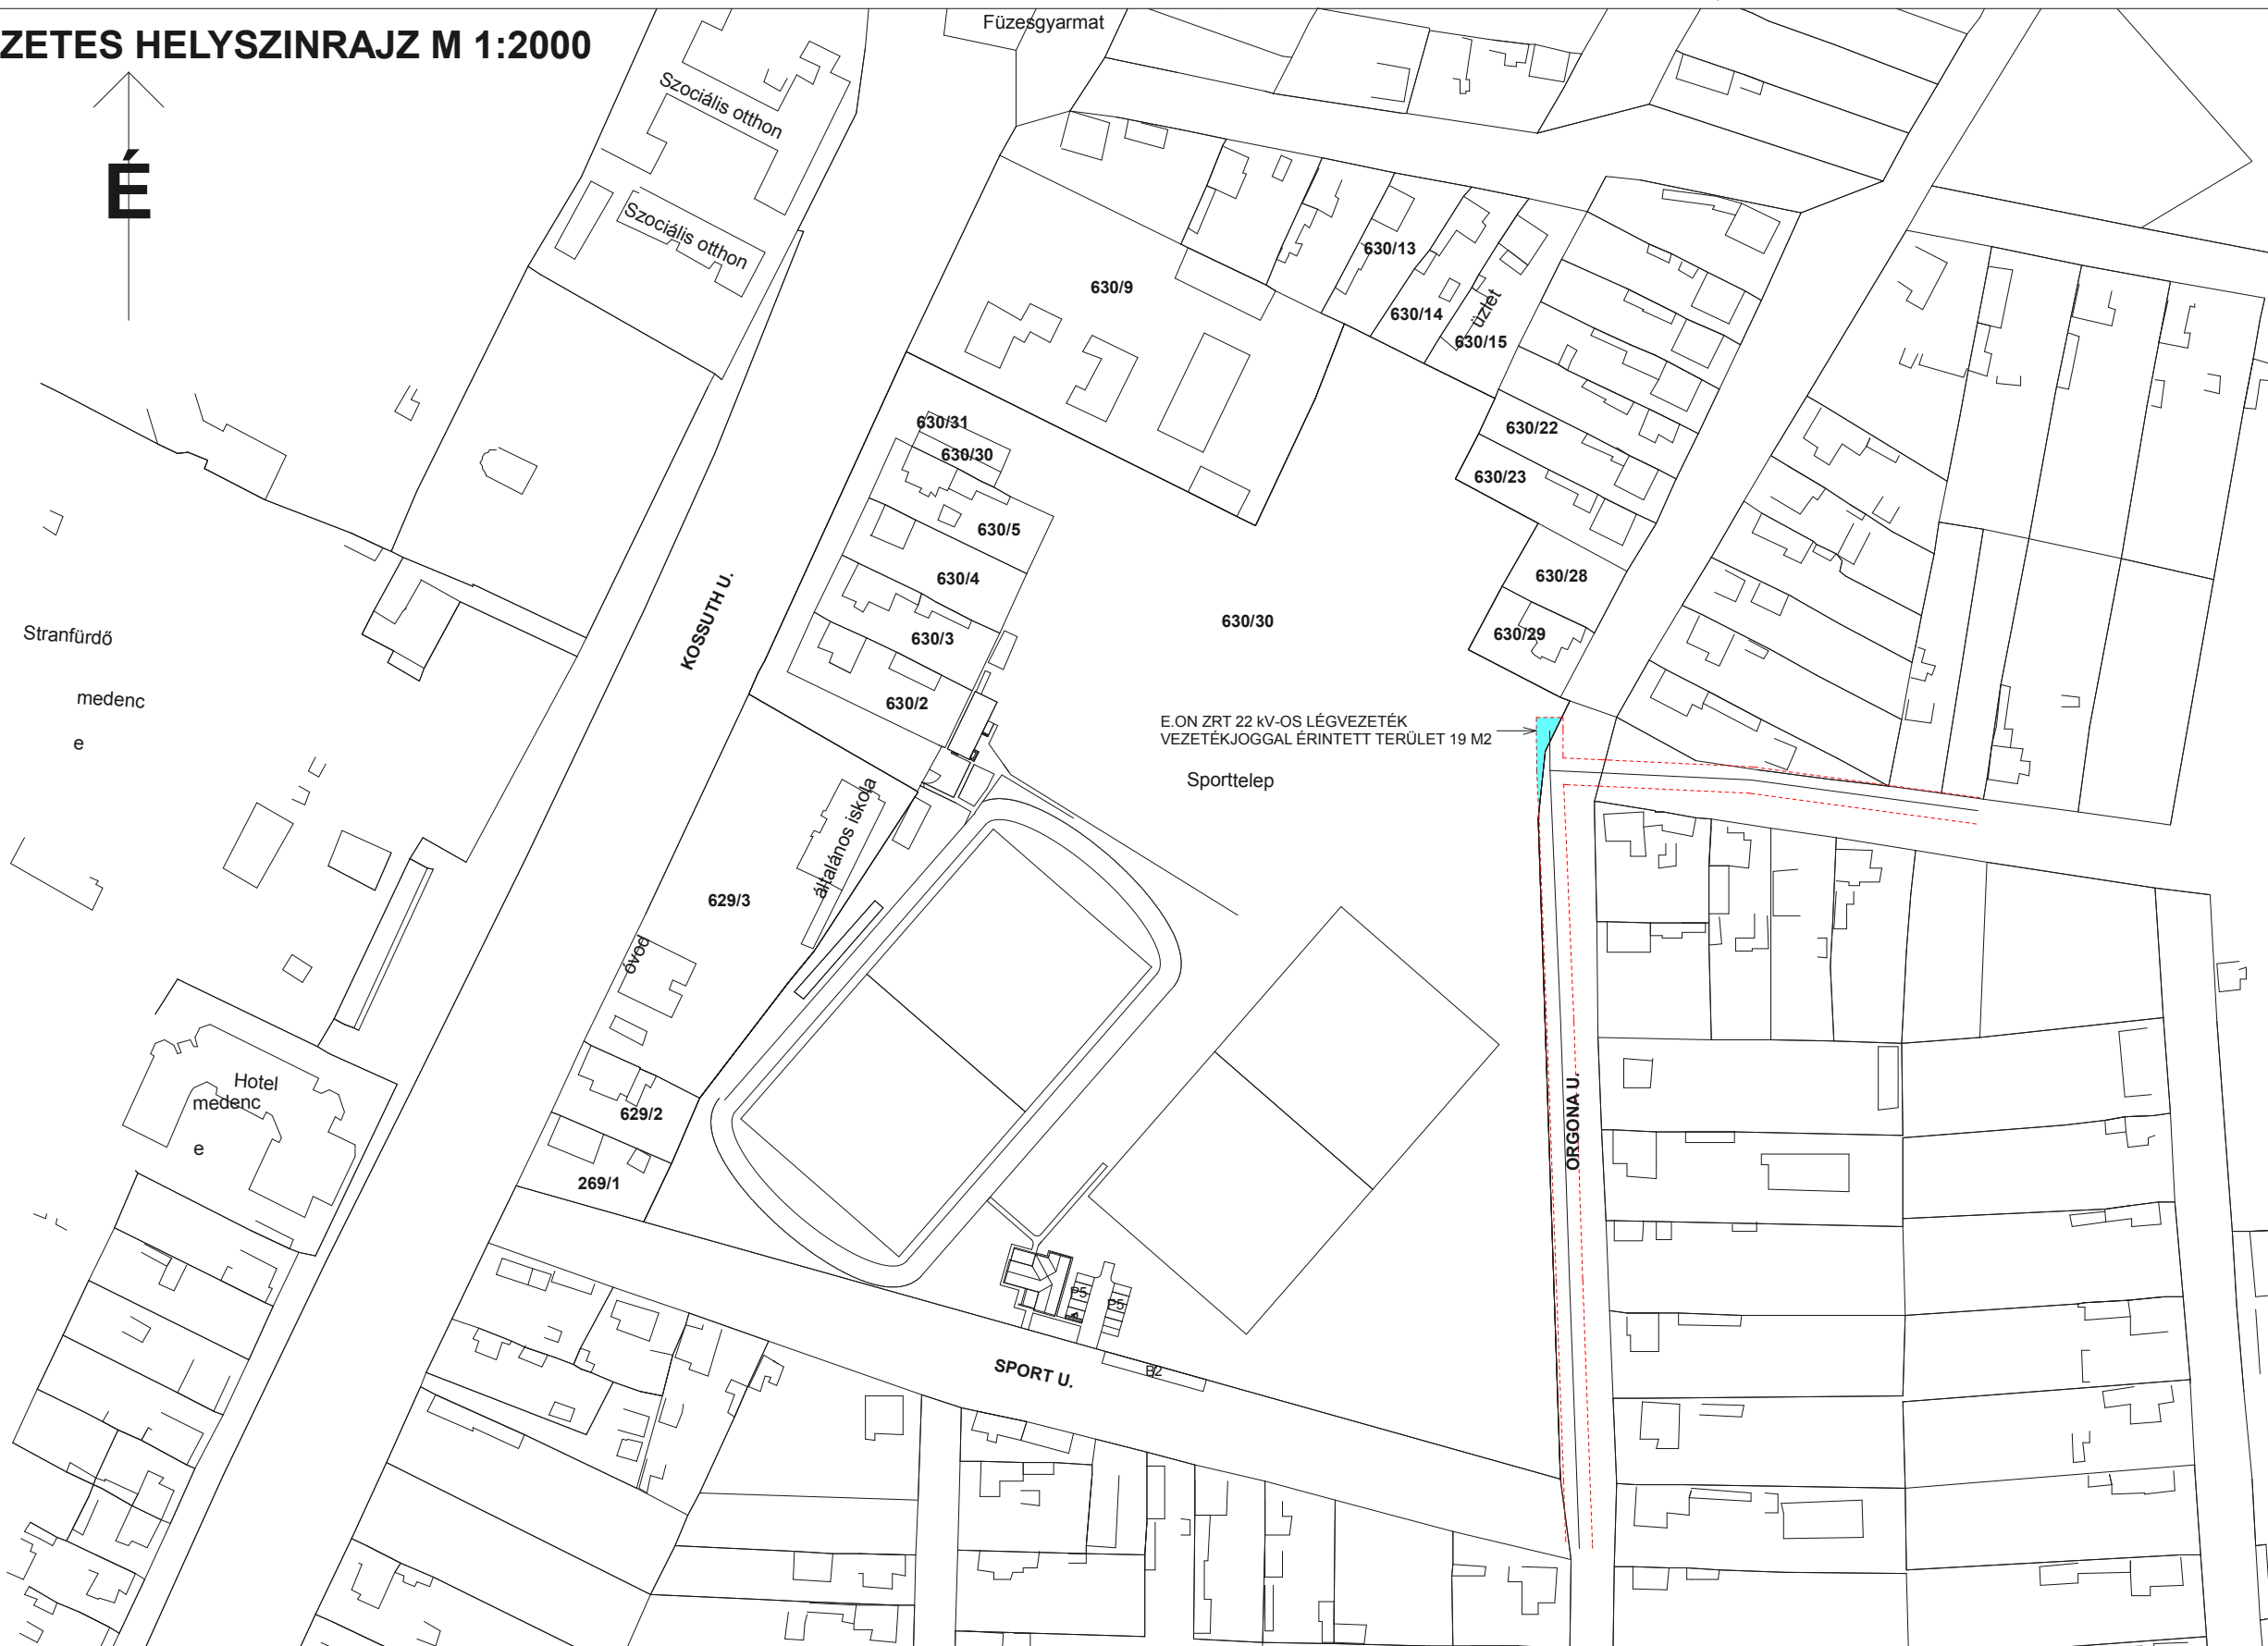 Füzesgyarmat
ZETES HELYSZINRAJZ M 1:2000
É
Szociális otthon
Szociális otthon
630/13
630/9
630/14
üzlet
630/15
630/31
630/30
630/22
630/23
630/5
630/4
630/28
KOSSUTH U.
630/30
630/29
630/3
Stranfürdő
medenc
e
630/2
E.ON ZRT 22 kV-OS LÉGVEZETÉK
VEZETÉKJOGGAL ÉRINTETT TERÜLET 19 M2
Sporttelep
általános iskola
629/3
óvod
Hotel
medenc
e
629/2
ORGONA U.
269/1
P5
P5
SPORT U.
B2